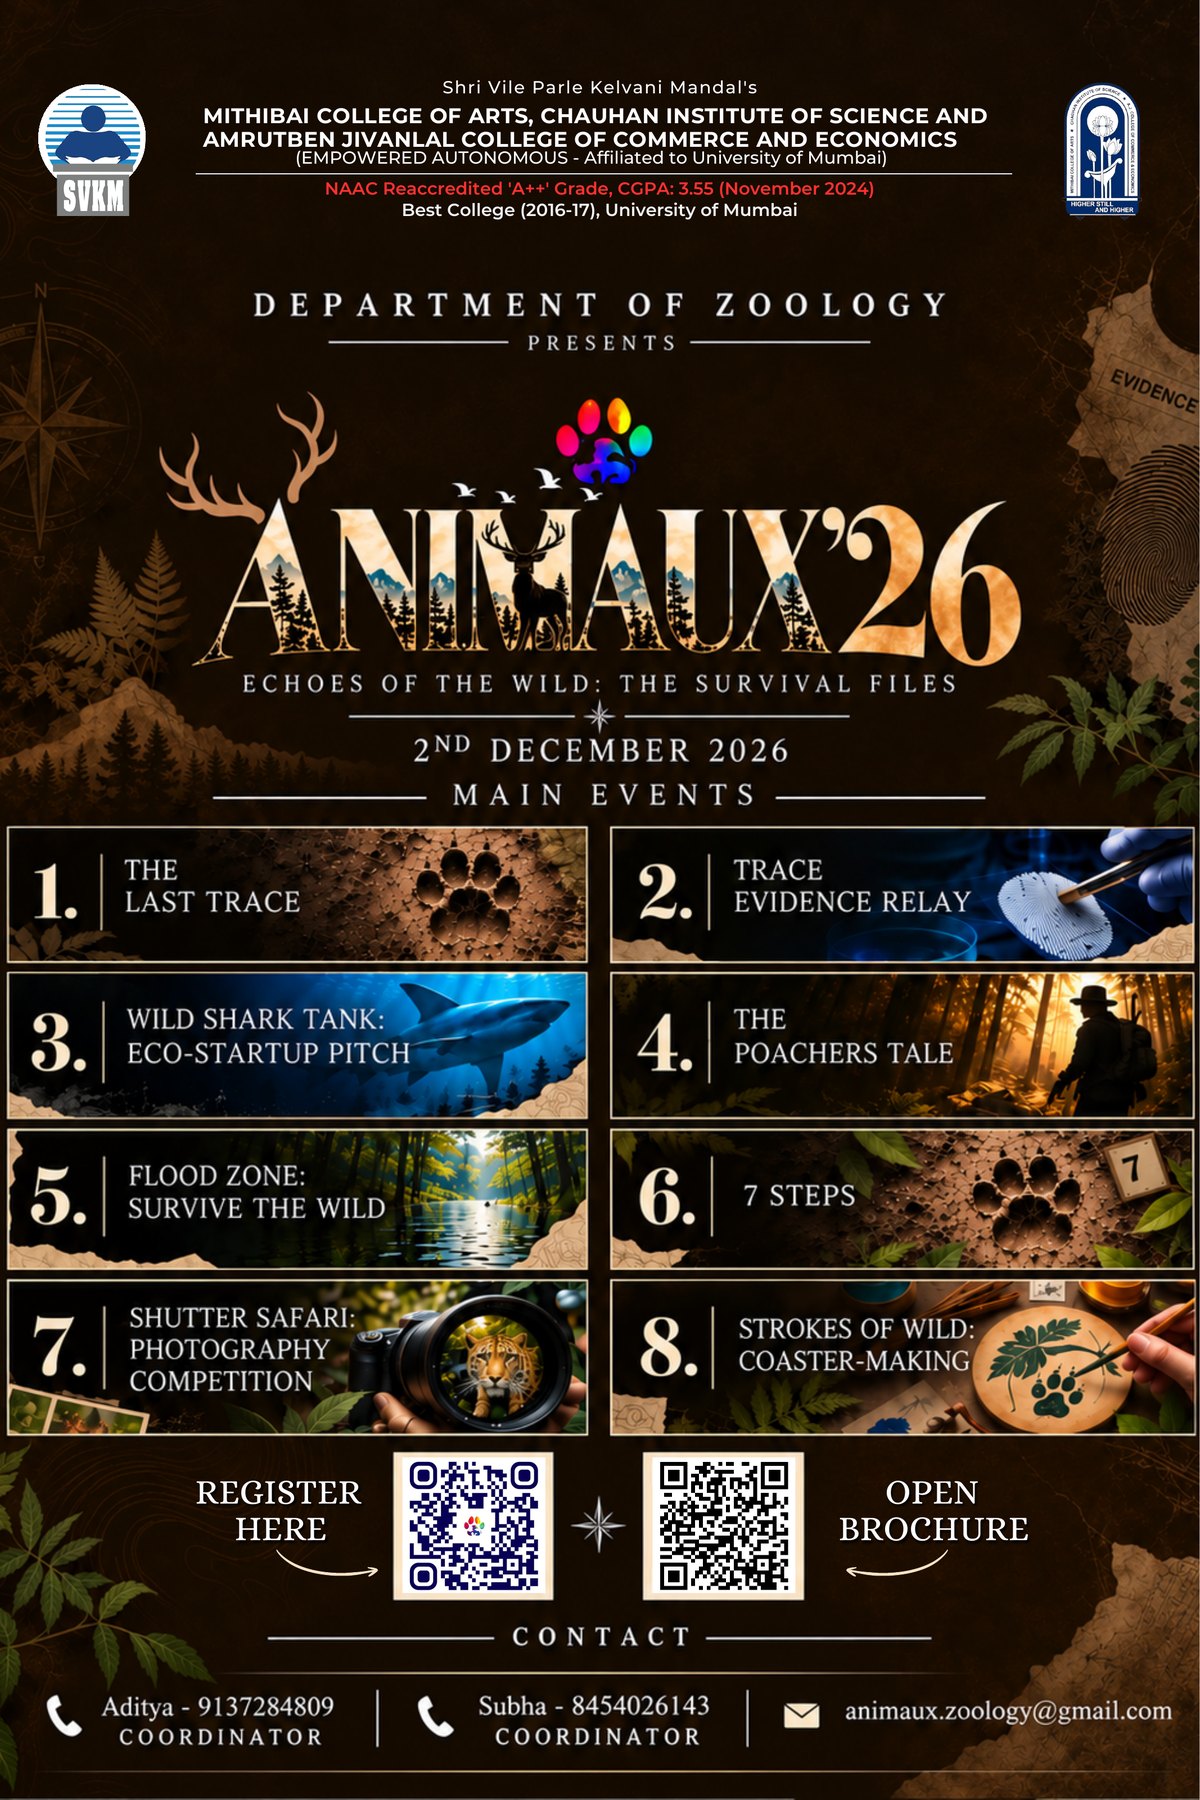 Shri Vile Parle Kelvani Mandal's
MITHIBAI COLLEGE OF ARTS, CHAUHAN INSTITUTE OF SCIENCE AND
AMRUTBEN JIVANLAL COLLEGE OF COMMERCE AND ECONOMICS
(EMPOWERED AUTONOMOUS - Affiliated to University of Mumbai)
NAAC Reaccredited 'A++' Grade, CGPA: 3.55 (November 2024)
Best College (2016-17), University of Mumbai
SVKM
HIGHER STILL
AND HIGHER
DEPARTMENT OF ZOOLOGY
PRESENTS
N
EVIDENCE
ANIMAUX'26
ECHOES OF THE WILD: THE SURVIVAL FILES
2ND DECEMBER 2026
MAIN EVENTS
1. THE
LAST TRACE
2. TRACE
EVIDENCE RELAY
3. WILD SHARK TANK:
ECO-STARTUP PITCH
4. THE
POACHERS TALE
5. FLOOD ZONE:
SURVIVE THE WILD
6. 7 STEPS
7
7. SHUTTER SAFARI:
PHOTOGRAPHY
COMPETITION
8. STROKES OF WILD:
COASTER-MAKING
REGISTER
HERE
OPEN
BROCHURE
CONTACT
Aditya - 9137284809
COORDINATOR
Subha - 8454026143
COORDINATOR
animaux.zoology@gmail.com